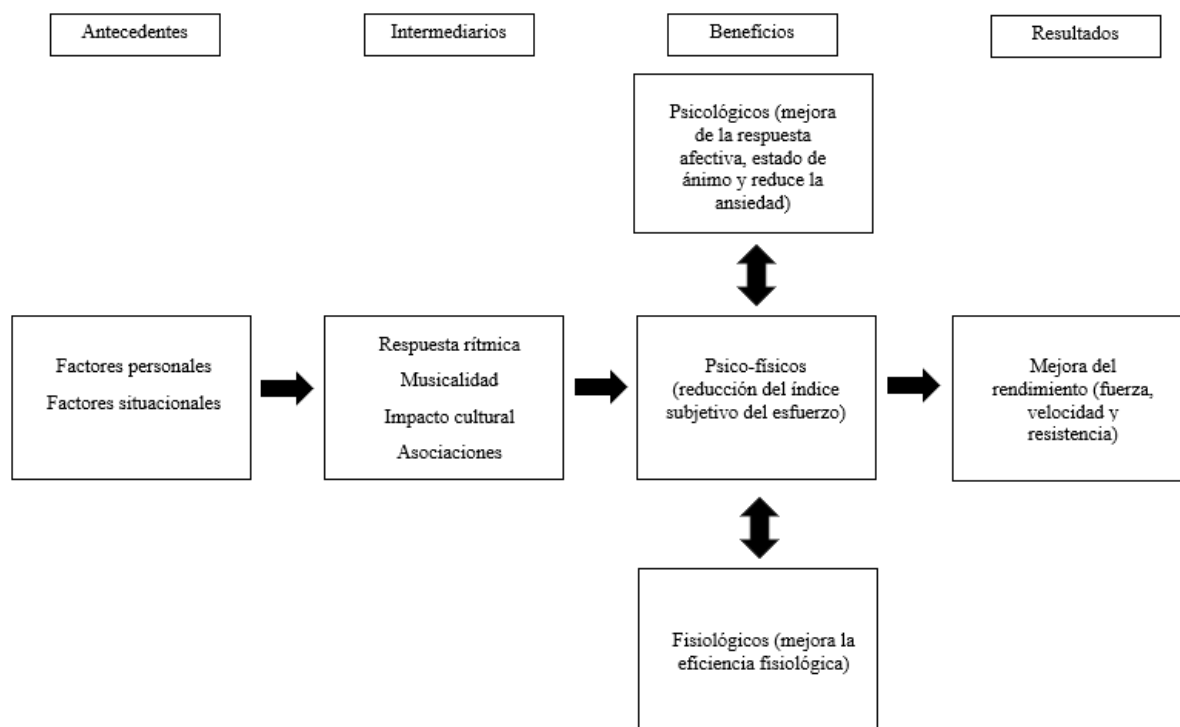 Antecedentes
Intermediarios
Benefícios
Resultados
Psicológicos (mejora
de la respuesta
afectiva, estado de
ánimo y reduce la
ansiedad)
Factores personales
Factores situacionales
Respuesta rítmica
Musicalidad
Impacto cultural
Asociaciones
Psico-físicos
(reducción del índice
subjetivo del esfuerzo)
Mejora del
rendimiento (fuerza,
velocidad y
resistencia)
Fisiológicos (mejora la
eficiencia fisiológica)